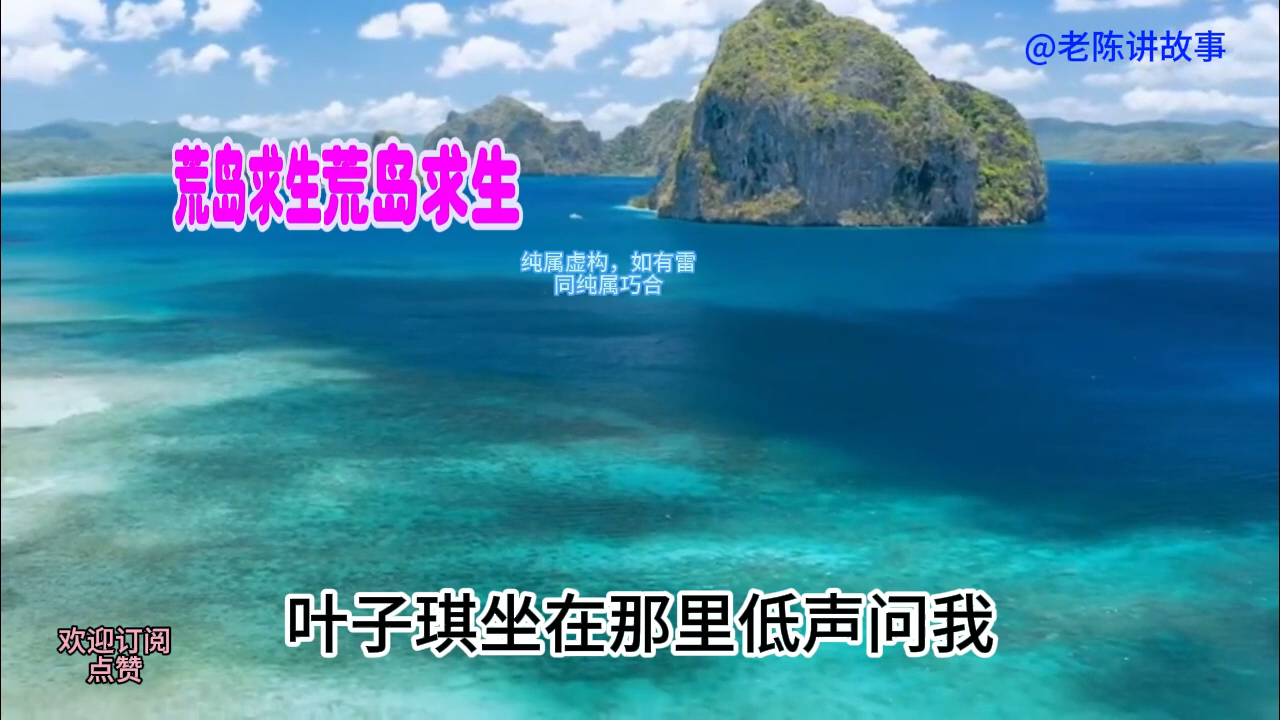 @老陈讲故事
荒岛求生荒岛求生
纯属虚构，如有雷
同纯属巧合
叶子琪坐在那里低声问我
欢迎订阅
点赞